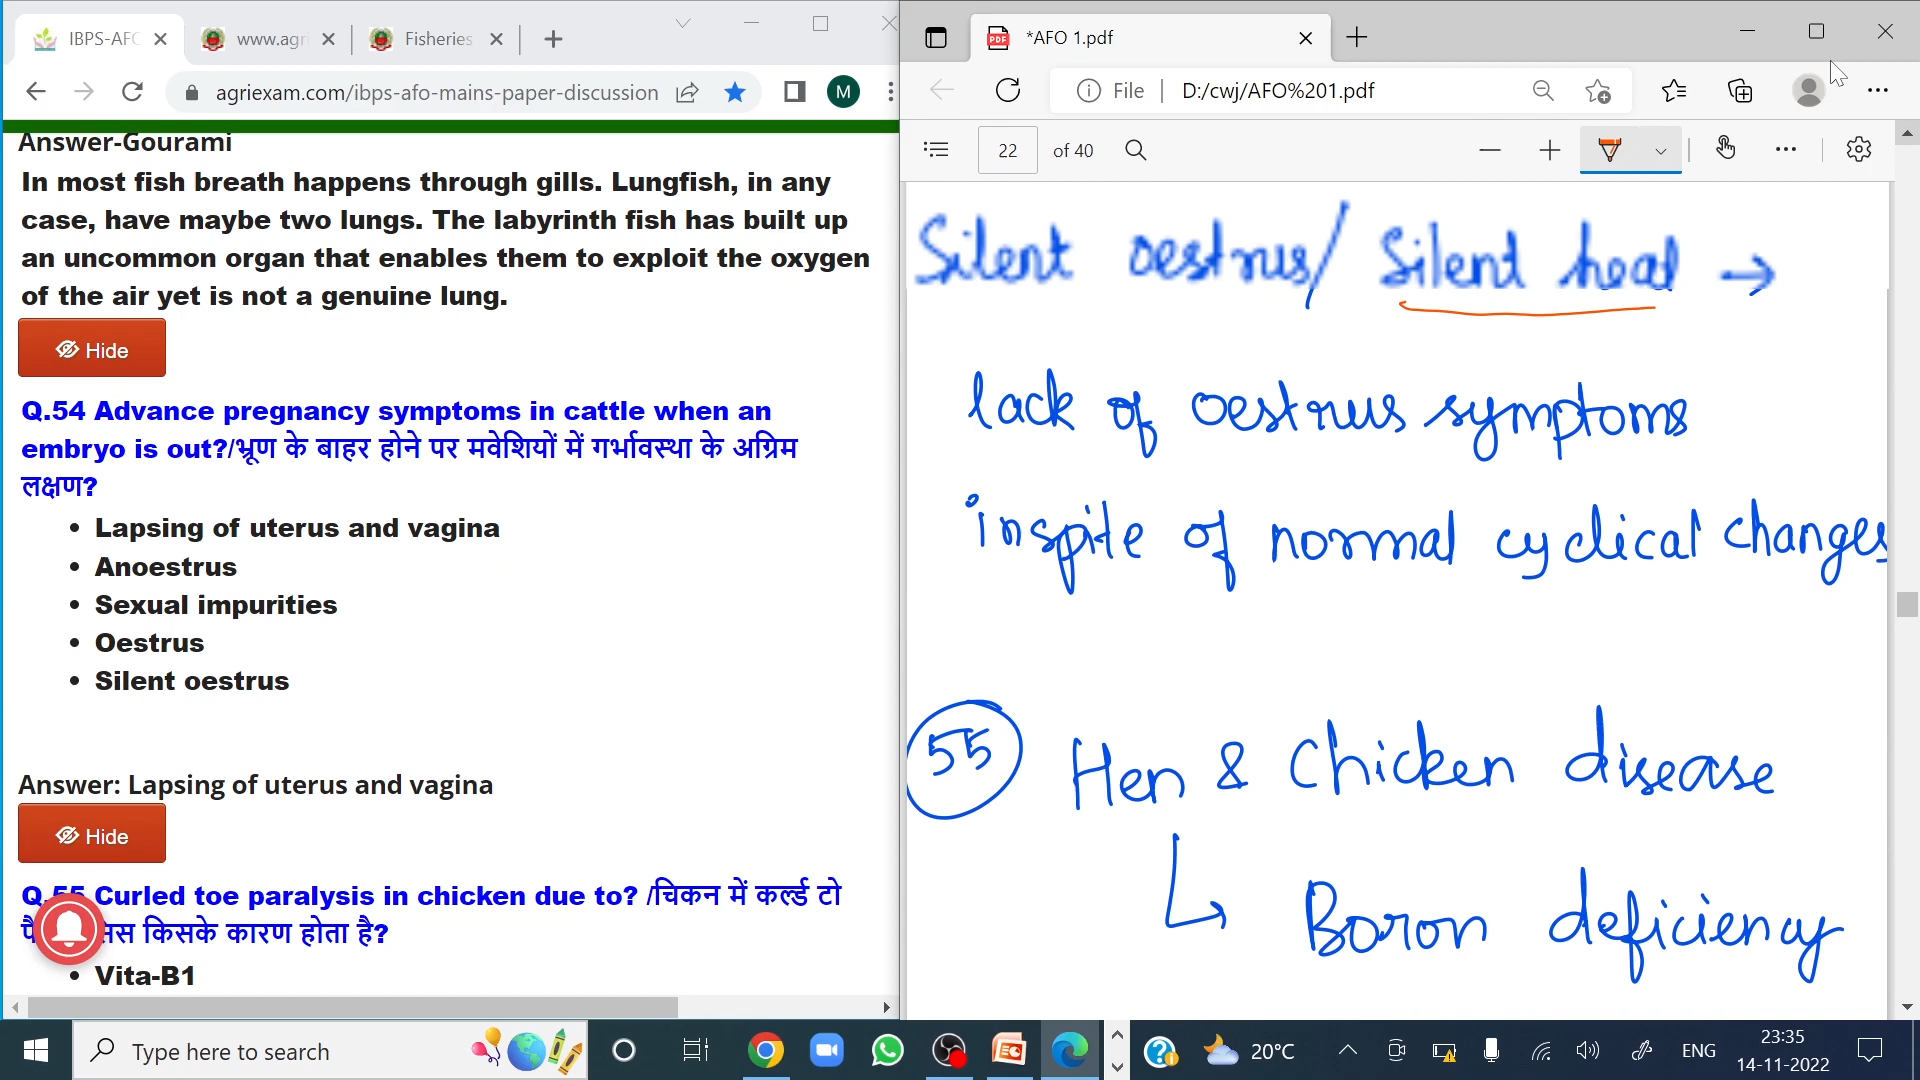 IBPS-AFC
www.agri
Fisheries
agriexam.com/ibps-afo-mains-paper-discussion
M
Answer-Gourami
In most fish breath happens through gills. Lungfish, in any
case, have maybe two lungs. The labyrinth fish has built up
an uncommon organ that enables them to exploit the oxygen
of the air yet is not a genuine lung.
Hide
Q.54 Advance pregnancy symptoms in cattle when an
embryo is out?/भ्रूण के बाहर होने पर मवेशियों में गर्भावस्था के अग्रिम
लक्षण?
• Lapsing of uterus and vagina
• Anoestrus
• Sexual impurities
• Oestrus
• Silent oestrus
Answer: Lapsing of uterus and vagina
Hide
Curled toe paralysis in chicken due to? /चिकन में कर्ल्ड टो
किसके कारण होता है?
• Vita-B1
*AFO 1.pdf
File
D:/cwj/AFO%201.pdf
22 of 40
Silent oestrus/ Silent heat →
lack of oestrus symptoms
inspite of normal cyclical changes
55 Hen & Chicken disease
Boron deficiency
Type here to search
20°C
ENG
23:35
14-11-2022